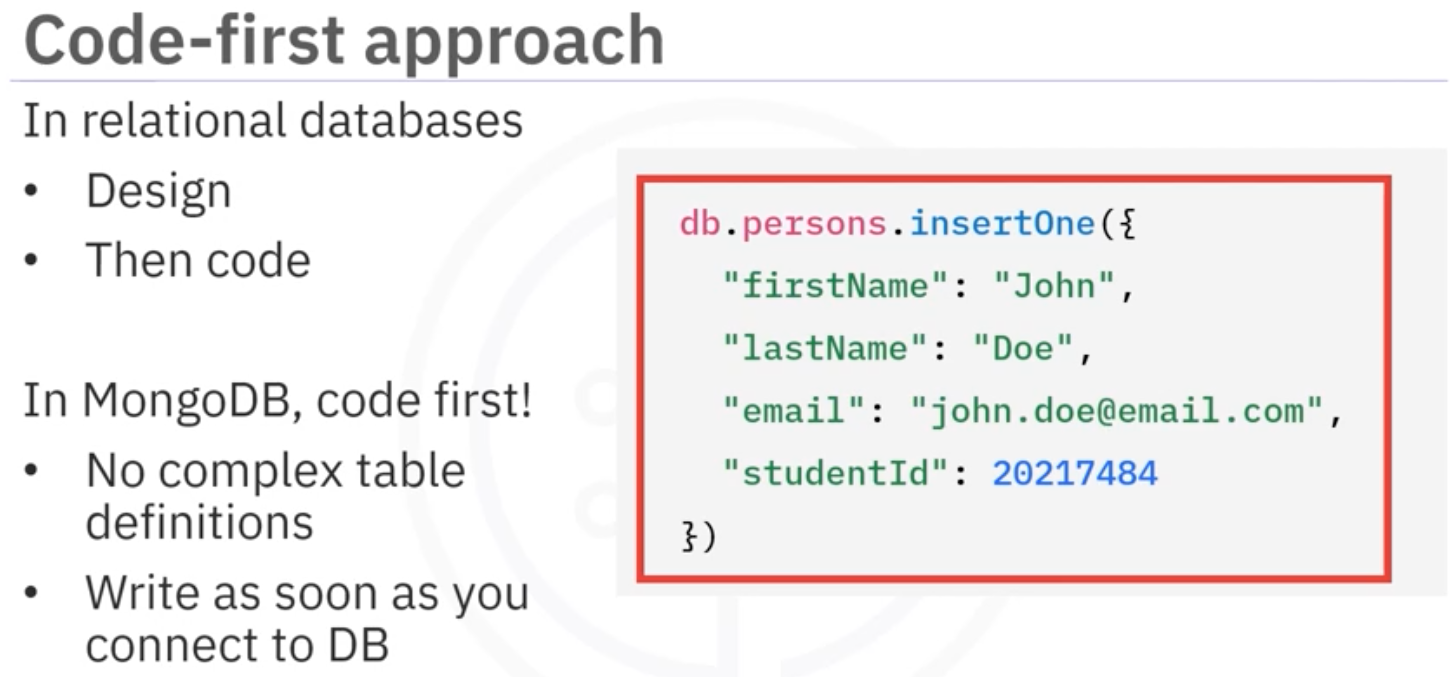 Code-first approach
In relational databases
• Design
• Then code
In MongoDB, code first!
• No complex table
definitions
• Write as soon as you
connect to DB
db.persons.insertOne({
"firstName": "John",
"lastName": "Doe",
"email": "john.doe@email.com",
"studentId": 20217484
})